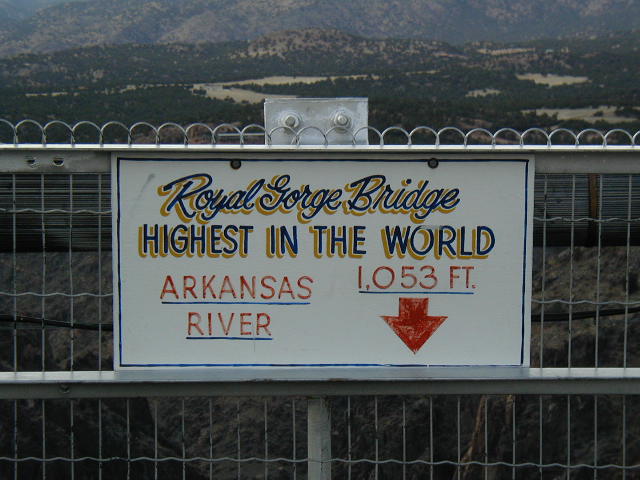 Royal Gorge Bridge
HIGHEST IN THE WORLD
ARKANSAS
RIVER
1,053 FT.